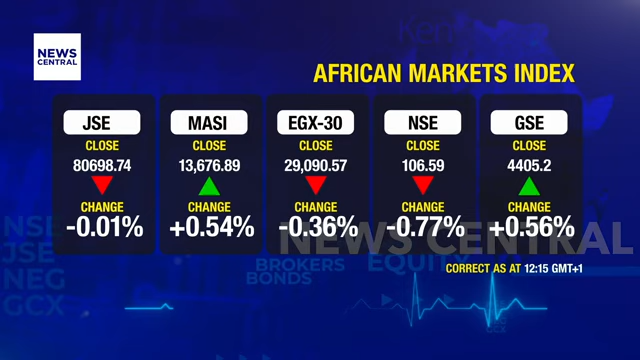 NEWS
CENTRAL
AFRICAN MARKETS INDEX
JSE
CLOSE
80698.74
CHANGE
-0.01%
MASI
CLOSE
13,676.89
CHANGE
+0.54%
EGX-30
CLOSE
29,090.57
CHANGE
-0.36%
NSE
CLOSE
106.59
CHANGE
-0.77%
GSE
CLOSE
4405.2
CHANGE
+0.56%
NEWS CENTRAL
CORRECT AS AT 12:15 GMT+1
NSE
JSE
NEG
GCX
BROKERS
BONDS
EQUITY
GCX